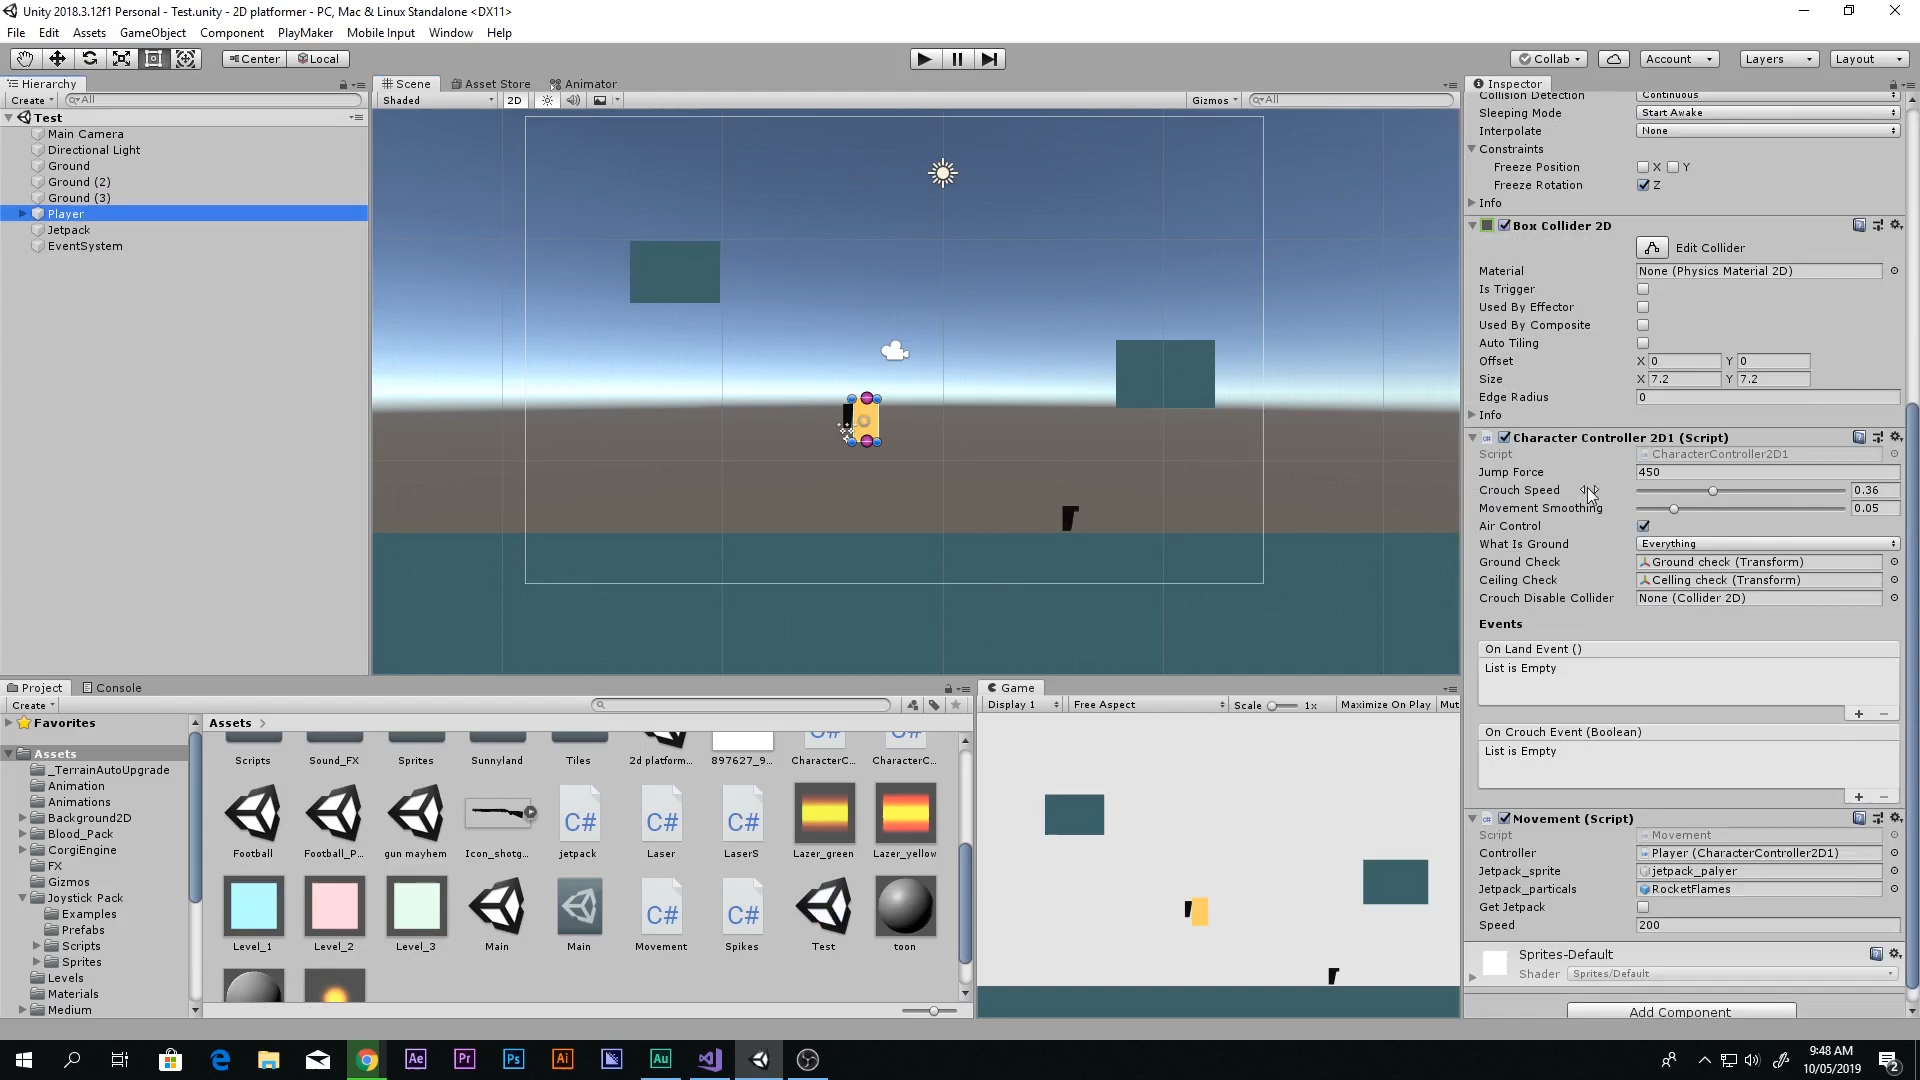 Unity 2018.3.12f1 Personal - Test.unity - 2D platformer - PC, Mac & Linux Standalone <DX11>
File Edit Assets GameObject Component PlayMaker Mobile Input Window Help
Center Local Collab Account Layers Layout
Hierarchy
Create All
Test
Main Camera
Directional Light
Ground
Ground (2)
Ground (3)
Player
Jetpack
EventSystem
Scene Asset Store Animator
Shaded 2D Gizmos All
Inspector
Collision Detection Continuous
Sleeping Mode Start Awake
Interpolate None
Constraints
Freeze Position X Y
Freeze Rotation Z
Info
Box Collider 2D
Edit Collider
Material None (Physics Material 2D)
Is Trigger
Used By Effector
Used By Composite
Auto Tiling
Offset X 0 Y 0
Size X 7.2 Y 7.2
Edge Radius 0
Info
Character Controller 2D1 (Script)
Script CharacterController2D1
Jump Force 450
Crouch Speed 0.36
Movement Smoothing 0.05
Air Control
What Is Ground Everything
Ground Check Ground check (Transform)
Ceiling Check Celling check (Transform)
Crouch Disable Collider None (Collider 2D)
Events
On Land Event ()
List is Empty
+ −
On Crouch Event (Boolean)
List is Empty
+ −
Movement (Script)
Script Movement
Controller Player (CharacterController2D1)
Jetpack_sprite jetpack_palyer
Jetpack_particals RocketFlames
Get Jetpack
Speed 200
Sprites-Default
Shader Sprites/Default
Add Component
Project Console
Create
Favorites
Assets
_TerrainAutoUpgrade
Animation
Animations
Background2D
Blood_Pack
CorgiEngine
FX
Gizmos
Joystick Pack
Examples
Prefabs
Scripts
Sprites
Levels
Materials
Medium
Assets
C# C#
Scripts Sound_FX Sprites Sunnyland Tiles 2d platform... 897627_9... CharacterC... CharacterC...
C# C# C#
Football Football_P... gun mayhem Icon_shotg... jetpack Laser LaserS Lazer_green Lazer_yellow
C# C#
Level_1 Level_2 Level_3 Main Main Movement Spikes Test toon
Game
Display 1 Free Aspect Scale 1x Maximize On Play Mut
Ae Pr Ps Ai Au
9:48 AM
10/05/2019
2